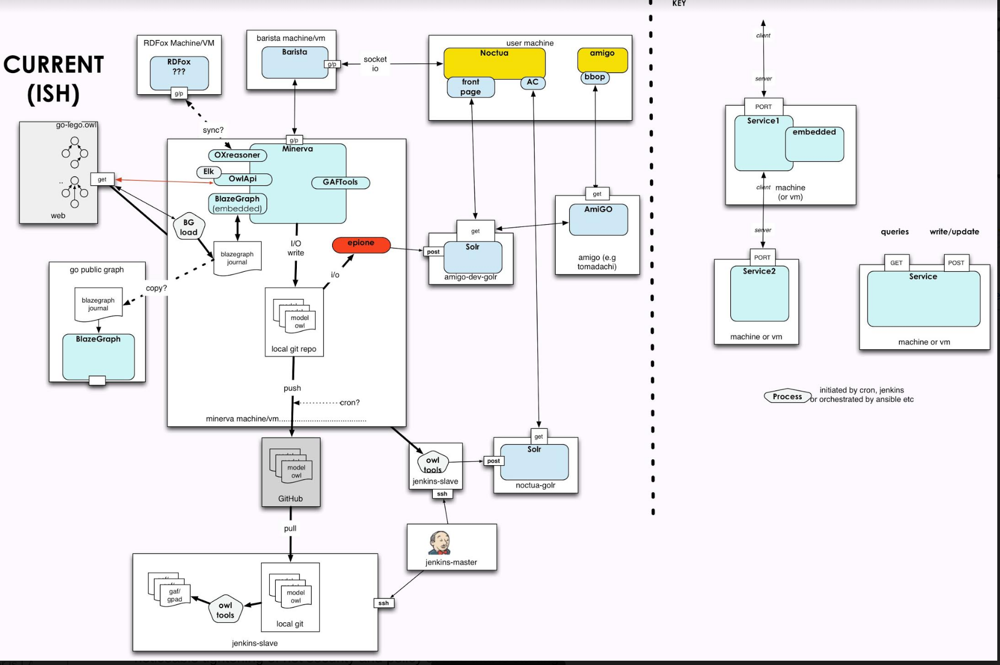 KEY
CURRENT
(ISH)
RDFox Machine/VM
RDFox
???
g/p
sync?
barista machine/vm
Barista
g/p
socket
io
user machine
Noctua
front
page
AC
amigo
bbop
go-lego.owl
..
get
web
g/p
Minerva
OXreasoner
Elk
OwlApi
GAFTools
BlazeGraph
(embedded)
BG
load
blazegraph
journal
I/O
write
epione
i/o
model
owl
local git repo
push
cron?
minerva machine/vm
copy?
go public graph
blazegraph
journal
BlazeGraph
get
post
Solr
amigo-dev-golr
get
AmiGO
amigo (e.g
tomadachi)
model
owl
GitHub
pull
owl
tools
jenkins-slave
ssh
get
post
Solr
noctua-golr
jenkins-master
ssh
gaf/
gpad
owl
tools
model
owl
local git
jenkins-slave
client
server
PORT
Service1
embedded
client
machine
(or vm)
server
PORT
Service2
machine or vm
queries
write/update
GET
POST
Service
machine or vm
Process
initiated by cron, jenkins
or orchestrated by ansible etc